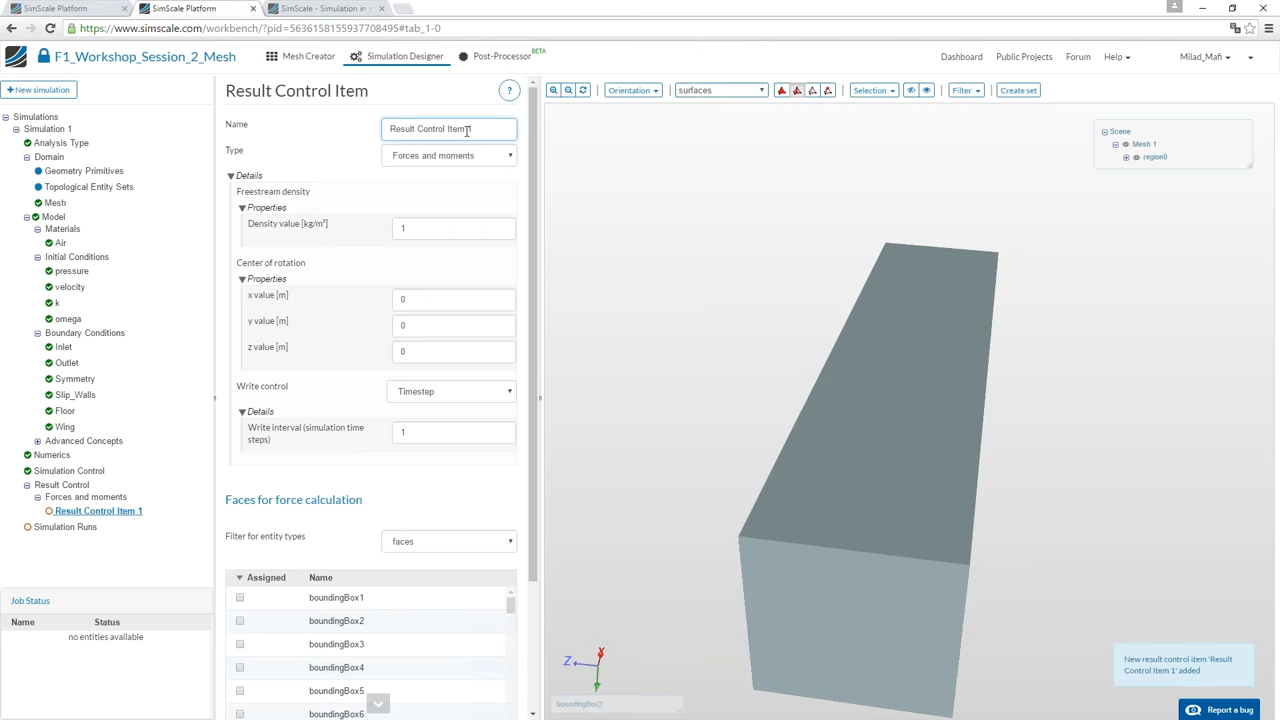 SimScale Platform
SimScale Platform
SimScale - Simulation in y
https://www.simscale.com/workbench/?pid=5636158155937708495#tab_1-0
F1_Workshop_Session_2_Mesh
Mesh Creator
Simulation Designer
Post-Processor
BETA
Dashboard
Public Projects
Forum
Help
Milad_Mafi
New simulation
Simulations
Simulation 1
Analysis Type
Domain
Geometry Primitives
Topological Entity Sets
Mesh
Model
Materials
Air
Initial Conditions
pressure
velocity
k
omega
Boundary Conditions
Inlet
Outlet
Symmetry
Slip_Walls
Floor
Wing
Advanced Concepts
Numerics
Simulation Control
Result Control
Forces and moments
Result Control Item 1
Simulation Runs
Job Status
Name Status
no entities available
Result Control Item
?
Name
Result Control Item 1
Type
Forces and moments
Details
Freestream density
Properties
Density value [kg/m³]
1
Center of rotation
Properties
x value [m]
0
y value [m]
0
z value [m]
0
Write control
Timestep
Details
Write interval (simulation time
steps)
1
Faces for force calculation
Filter for entity types
faces
Assigned Name
boundingBox1
boundingBox2
boundingBox3
boundingBox4
boundingBox5
boundingBox6
Orientation
surfaces
Selection
Filter
Create set
Scene
Mesh 1
region0
X
Z
boundingBox2
New result control item 'Result
Control Item 1' added
Report a bug